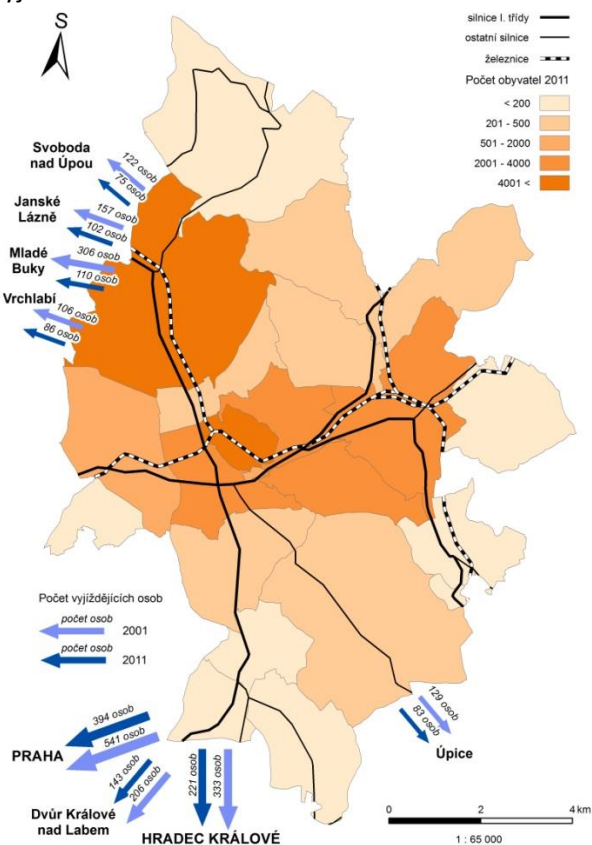 S
silnice I. třídy
ostatní silnice
železnice
Počet obyvatel 2011
< 200
201 - 500
501 - 2000
2001 - 4000
4001 <
Svoboda
nad Úpou
122 osob
75 osob
Janské
Lázně
157 osob
102 osob
Mladé
Buky
306 osob
110 osob
Vrchlabí
106 osob
86 osob
Počet vyjíždějících osob
počet osob
2001
počet osob
2011
394 osob
PRAHA
541 osob
143 osob
206 osob
Dvůr Králové
nad Labem
221 osob
333 osob
HRADEC KRÁLOVÉ
129 osob
83 osob
Úpice
0 2 4 km
1 : 65 000